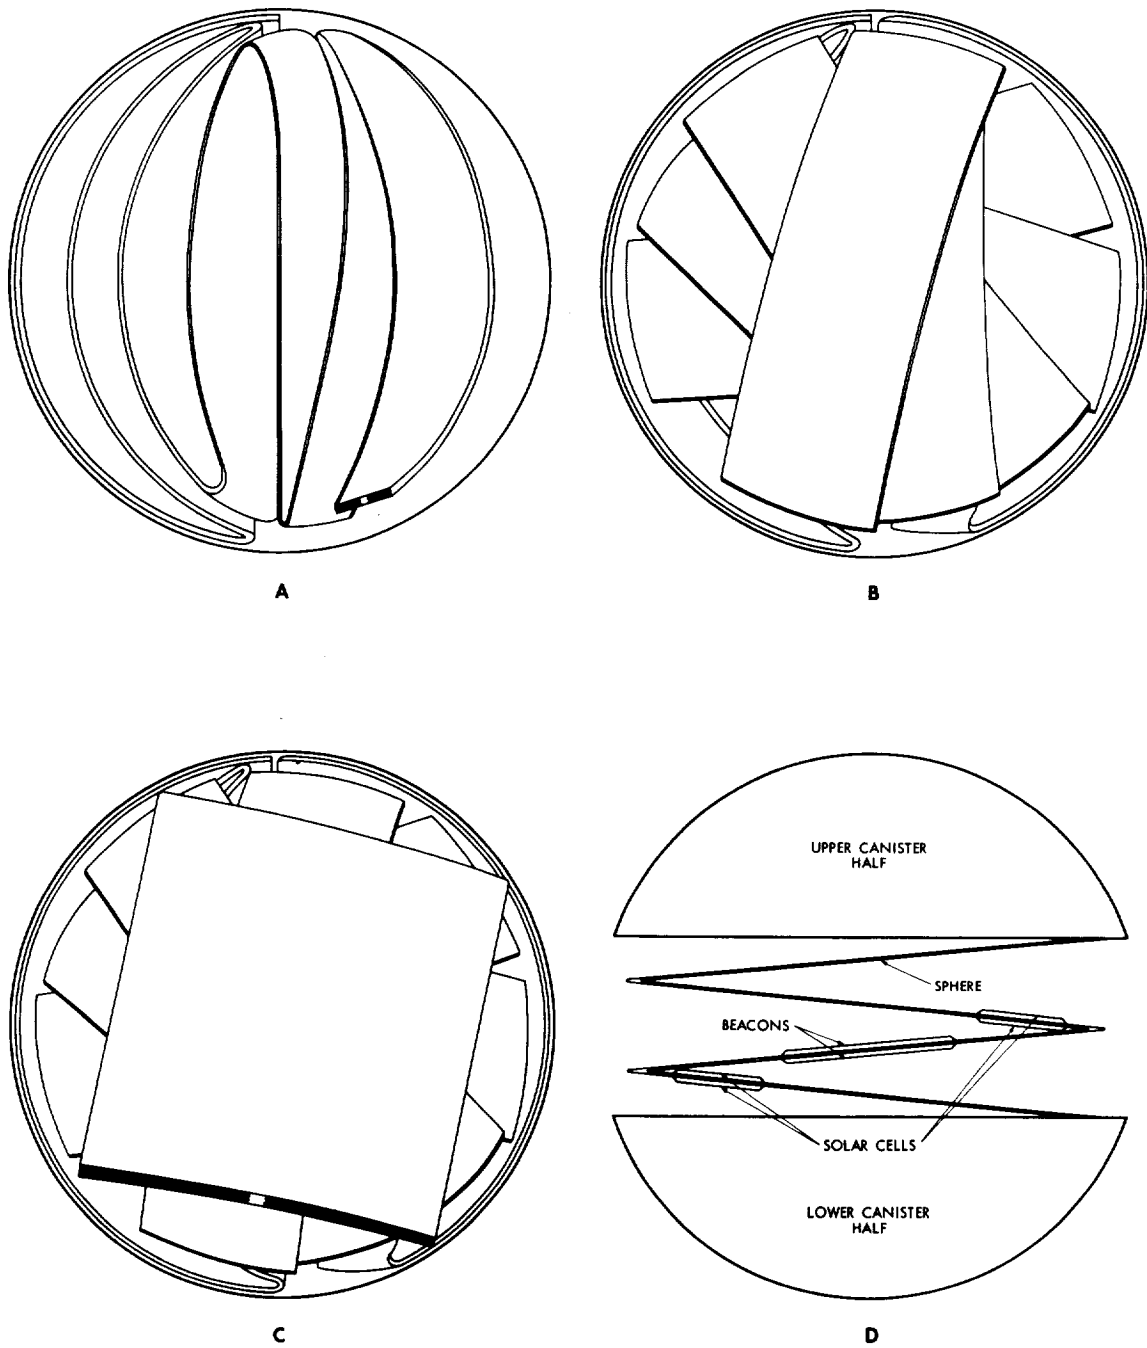 A
B
C
UPPER CANISTER
HALF
SPHERE
BEACONS
SOLAR CELLS
LOWER CANISTER
HALF
D